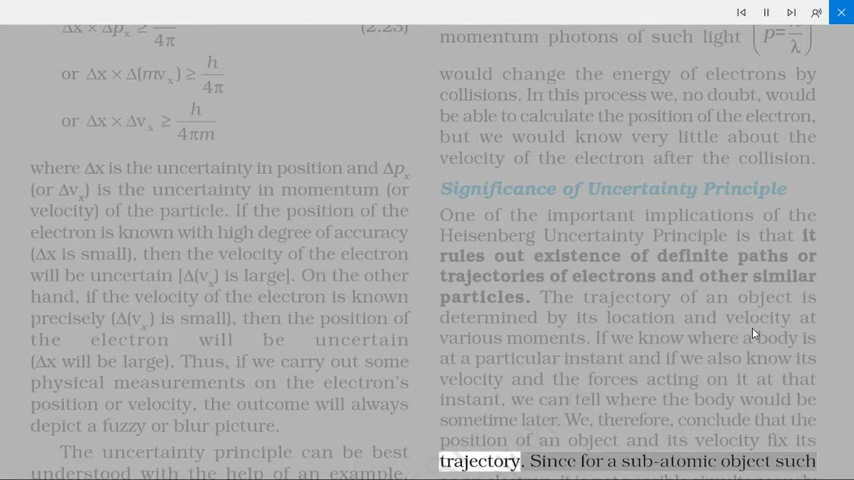 Δx × Δpₓ ≥ 
4π
(2.23)
or Δx × Δ(mvₓ) ≥ h/4π
or Δx × Δvₓ ≥ h/4πm
where Δx is the uncertainty in position and Δpₓ
(or Δvₓ) is the uncertainty in momentum (or
velocity) of the particle. If the position of the
electron is known with high degree of accuracy
(Δx is small), then the velocity of the electron
will be uncertain [Δ(vₓ) is large]. On the other
hand, if the velocity of the electron is known
precisely (Δ(vₓ) is small), then the position of
the electron will be uncertain
(Δx will be large). Thus, if we carry out some
physical measurements on the electron's
position or velocity, the outcome will always
depict a fuzzy or blur picture.
The uncertainty principle can be best
understood with the help of an example.
momentum photons of such light (p=h/λ)
would change the energy of electrons by
collisions. In this process we, no doubt, would
be able to calculate the position of the electron,
but we would know very little about the
velocity of the electron after the collision.
Significance of Uncertainty Principle
One of the important implications of the
Heisenberg Uncertainty Principle is that it
rules out existence of definite paths or
trajectories of electrons and other similar
particles. The trajectory of an object is
determined by its location and velocity at
various moments. If we know where a body is
at a particular instant and if we also know its
velocity and the forces acting on it at that
instant, we can tell where the body would be
sometime later. We, therefore, conclude that the
position of an object and its velocity fix its
trajectory. Since for a sub-atomic object such